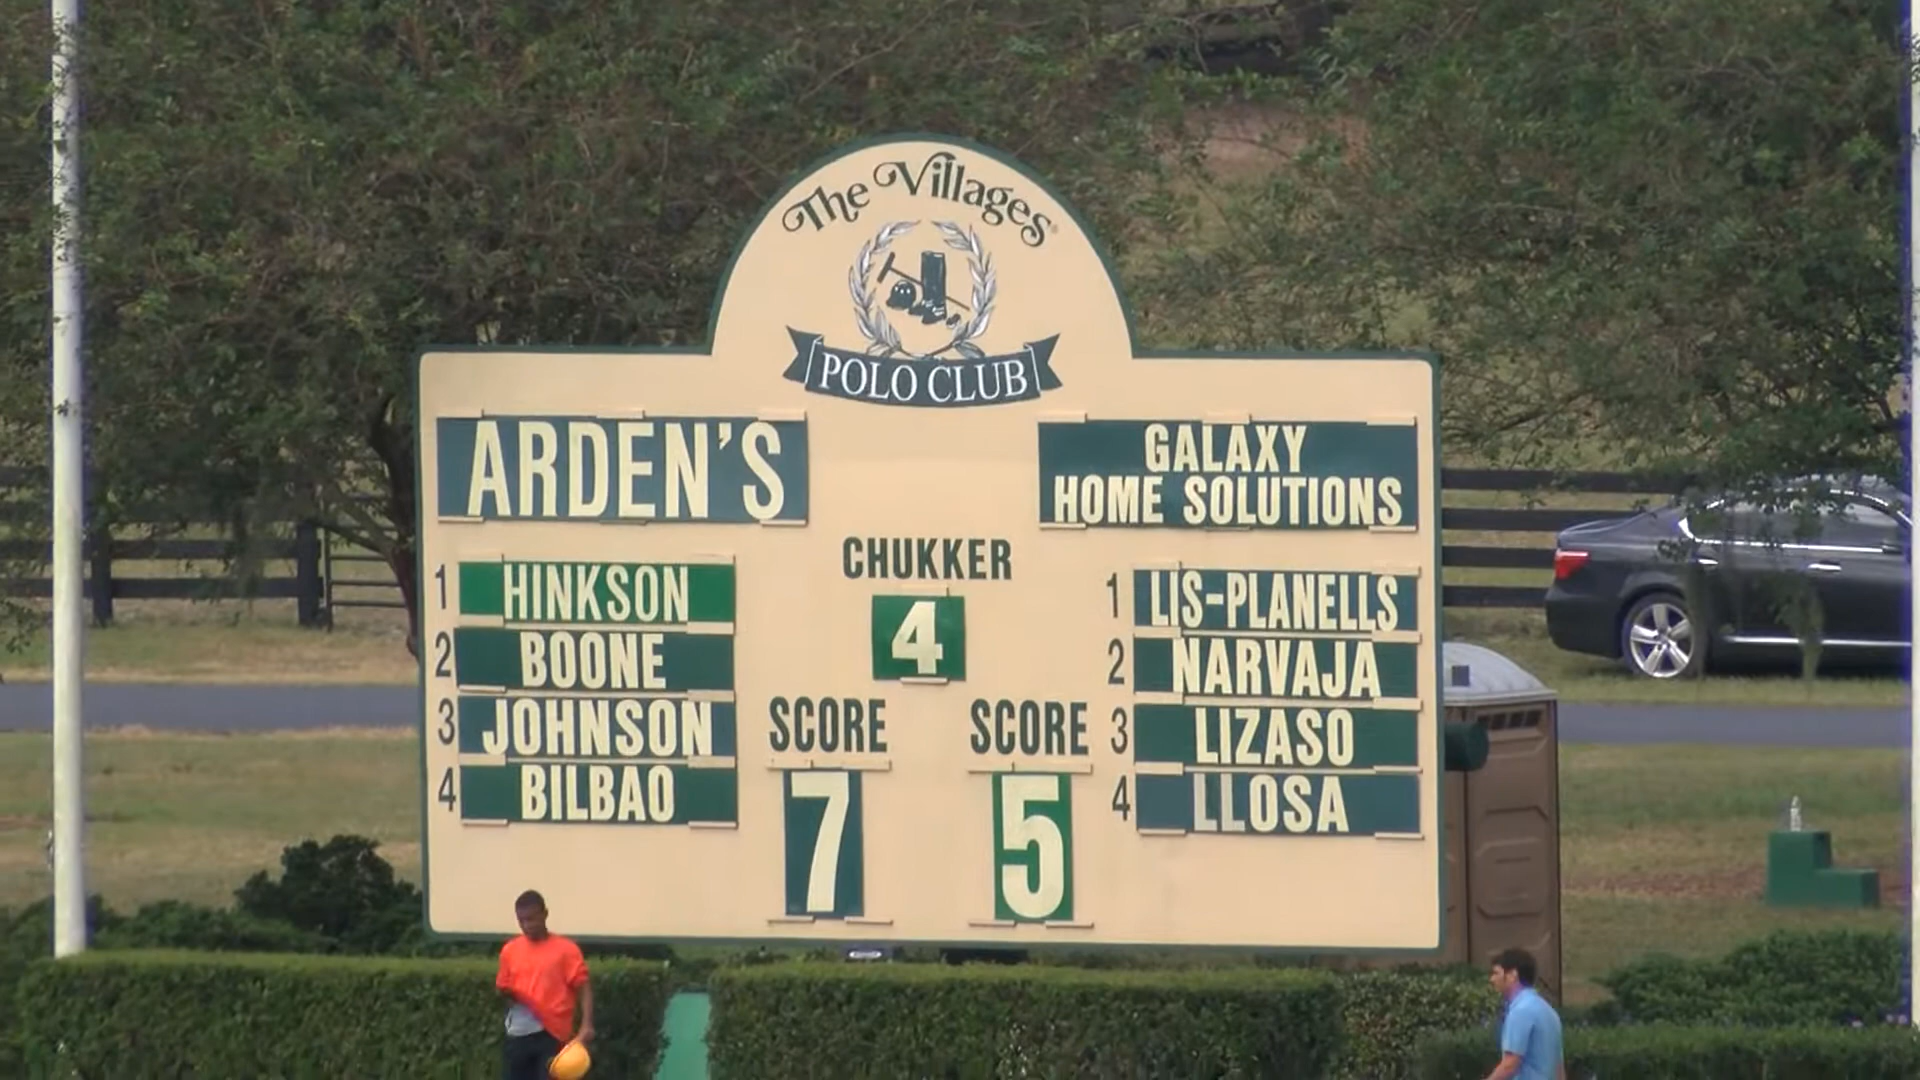 The Villages
POLO CLUB
ARDEN'S
GALAXY
HOME SOLUTIONS
CHUKKER
4
1 HINKSON
2 BOONE
3 JOHNSON
4 BILBAO
SCORE
7
SCORE
5
1 LIS-PLANELLS
2 NARVAJA
3 LIZASO
4 LLOSA